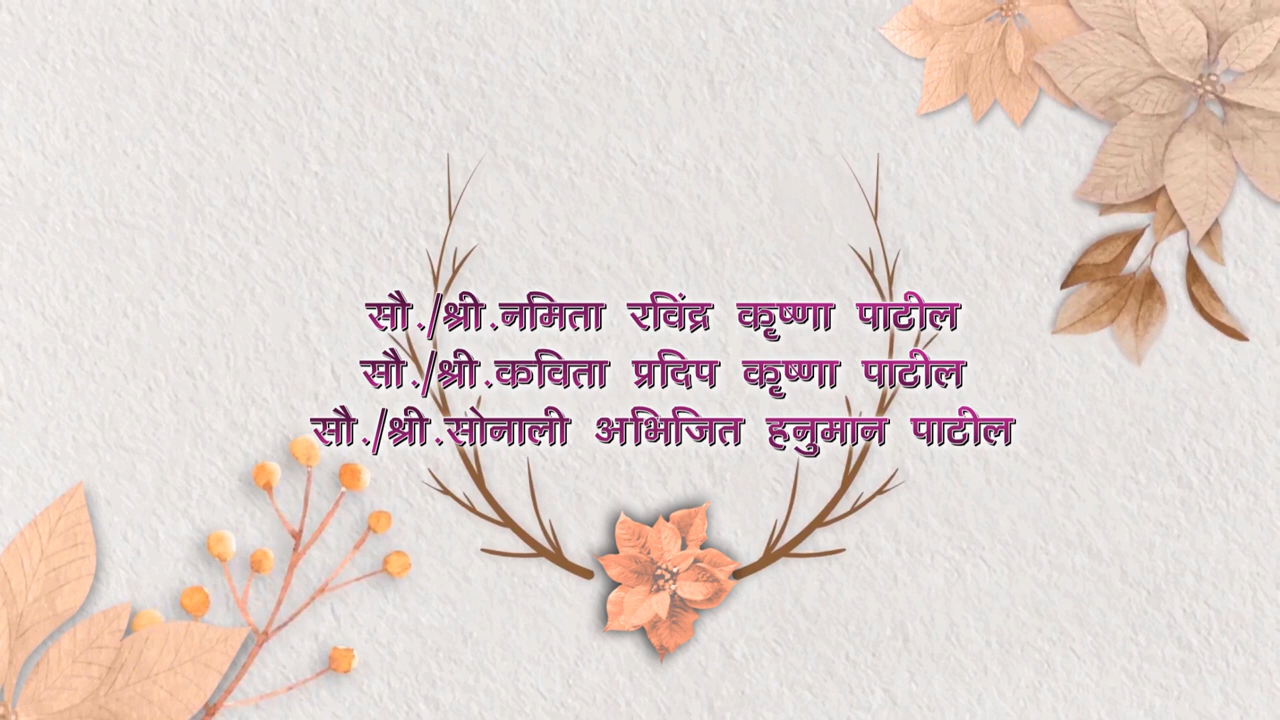 सौ./श्री.नमिता रविंद्र कृष्णा पाटील
सौ./श्री.कविता प्रदिप कृष्णा पाटील
सौ./श्री.सोनाली अभिजित हनुमान पाटील